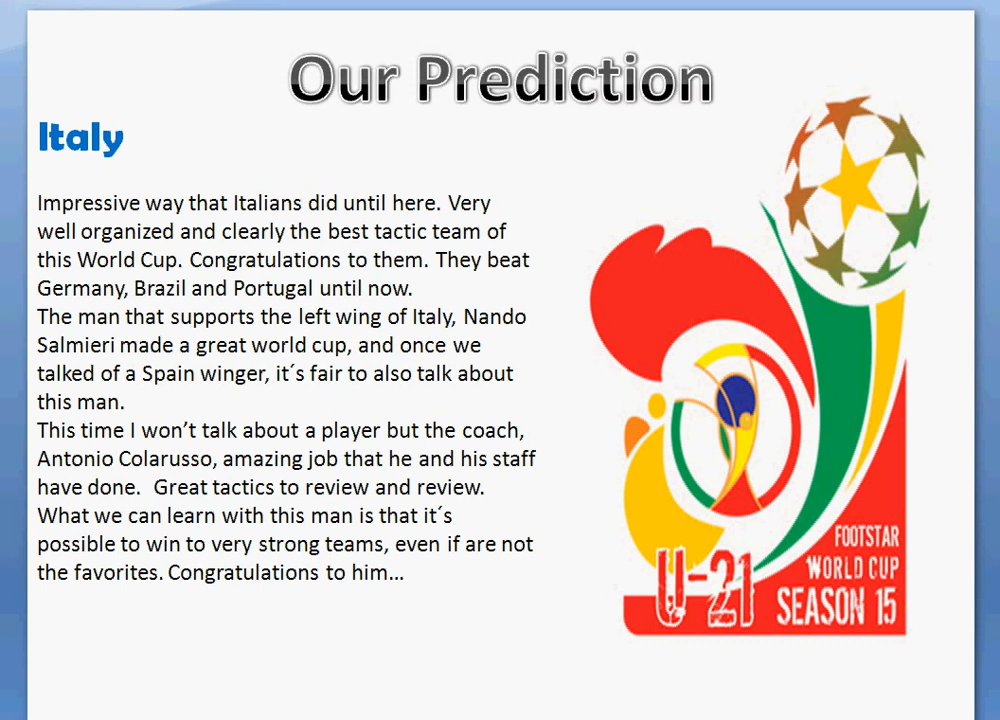 Our Prediction
Italy
Impressive way that Italians did until here. Very
well organized and clearly the best tactic team of
this World Cup. Congratulations to them. They beat
Germany, Brazil and Portugal until now.
The man that supports the left wing of Italy, Nando
Salmieri made a great world cup, and once we
talked of a Spain winger, it´s fair to also talk about
this man.
This time I won’t talk about a player but the coach,
Antonio Colarusso, amazing job that he and his staff
have done.  Great tactics to review and review.
What we can learn with this man is that it´s
possible to win to very strong teams, even if are not
the favorites. Congratulations to him...
FOOTSTAR
WORLD CUP
U-21 SEASON 15